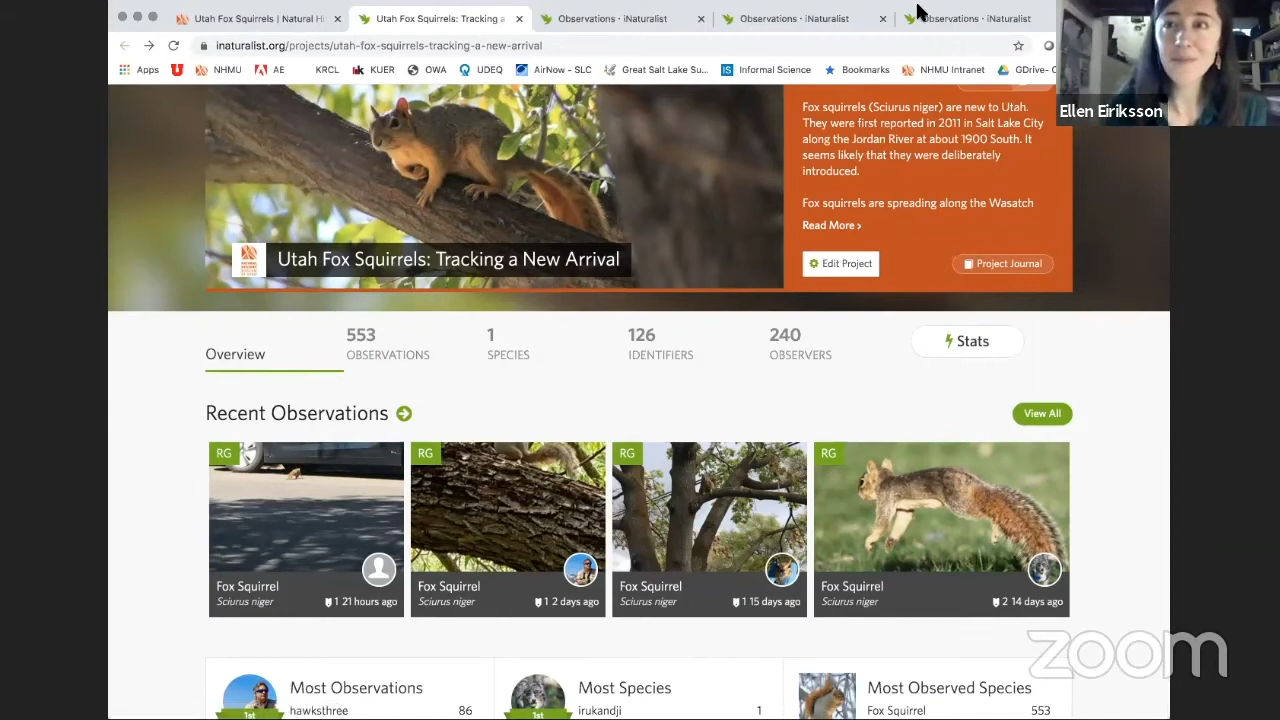 Utah Fox Squirrels | Natural Hi
Utah Fox Squirrels: Tracking a
Observations · iNaturalist
Observations · iNaturalist
Observations · iNaturalist
inaturalist.org/projects/utah-fox-squirrels-tracking-a-new-arrival
Apps
NHMU
AE
KRCL
KUER
OWA
UDEQ
AirNow - SLC
Great Salt Lake Su...
Informal Science
Bookmarks
NHMU Intranet
GDrive- C
Ellen Eiriksson
Fox squirrels (Sciurus niger) are new to Utah.
They were first reported in 2011 in Salt Lake City
along the Jordan River at about 1900 South. It
seems likely that they were deliberately
introduced.
Fox squirrels are spreading along the Wasatch
Read More >
Utah Fox Squirrels: Tracking a New Arrival
Edit Project
Project Journal
Overview
553
OBSERVATIONS
1
SPECIES
126
IDENTIFIERS
240
OBSERVERS
Stats
Recent Observations
View All
RG
Fox Squirrel
Sciurus niger
1 21 hours ago
RG
Fox Squirrel
Sciurus niger
1 2 days ago
RG
Fox Squirrel
Sciurus niger
1 15 days ago
RG
Fox Squirrel
Sciurus niger
2 14 days ago
zoom
Most Observations
1st
hawksthree 86
Most Species
1st
irukandji 1
Most Observed Species
Fox Squirrel 553